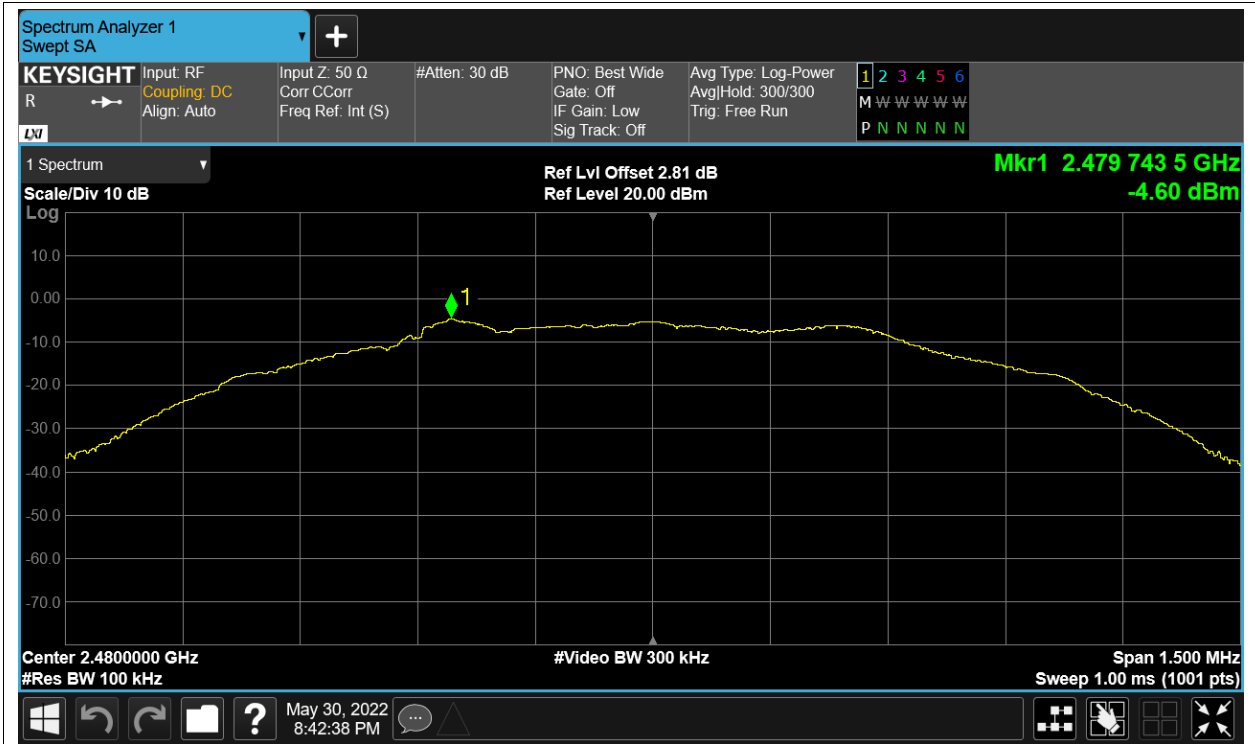 Spectrum Analyzer 1
Swept SA
KEYSIGHT
R
LXI
Input: RF
Coupling: DC
Align: Auto
Input Z: 50 Ω
Corr CCorr
Freq Ref: Int (S)
#Atten: 30 dB
PNO: Best Wide
Gate: Off
IF Gain: Low
Sig Track: Off
Avg Type: Log-Power
Avg|Hold: 300/300
Trig: Free Run
1 2 3 4 5 6
M W W W W W
P N N N N N
1 Spectrum
Scale/Div 10 dB
Ref Lvl Offset 2.81 dB
Ref Level 20.00 dBm
Mkr1 2.479 743 5 GHz
-4.60 dBm
Log
10.0
0.00
-10.0
-20.0
-30.0
-40.0
-50.0
-60.0
-70.0
1
Center 2.4800000 GHz
#Res BW 100 kHz
#Video BW 300 kHz
Span 1.500 MHz
Sweep 1.00 ms (1001 pts)
?
May 30, 2022
8:42:38 PM